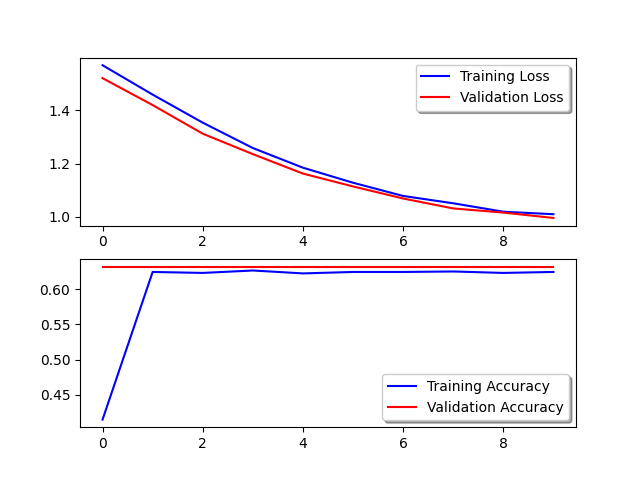 Training Loss
Validation Loss
1.4
1.2
1.0
0 2 4 6 8
0.60
0.55
0.50
0.45
Training Accuracy
Validation Accuracy
0 2 4 6 8